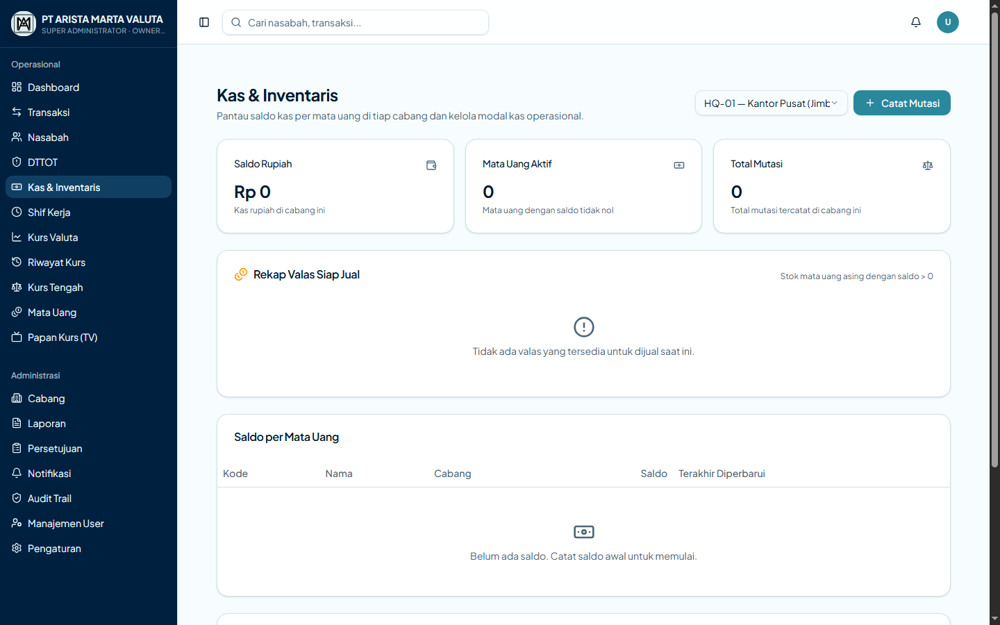 PT ARISTA MARTA VALUTA
SUPER ADMINISTRATOR · OWNER...
Operasional
Dashboard
Transaksi
Nasabah
DTTOT
Kas & Inventaris
Shif Kerja
Kurs Valuta
Riwayat Kurs
Kurs Tengah
Mata Uang
Papan Kurs (TV)
Administrasi
Cabang
Laporan
Persetujuan
Notifikasi
Audit Trail
Manajemen User
Pengaturan
Cari nasabah, transaksi...
U
Kas & Inventaris
Pantau saldo kas per mata uang di tiap cabang dan kelola modal kas operasional.
HQ-01 — Kantor Pusat (Jimb
Catat Mutasi
Saldo Rupiah
Rp 0
Kas rupiah di cabang ini
Mata Uang Aktif
0
Mata uang dengan saldo tidak nol
Total Mutasi
0
Total mutasi tercatat di cabang ini
Rekap Valas Siap Jual
Stok mata uang asing dengan saldo > 0
Tidak ada valas yang tersedia untuk dijual saat ini.
Saldo per Mata Uang
Kode Nama Cabang Saldo Terakhir Diperbarui
Belum ada saldo. Catat saldo awal untuk memulai.